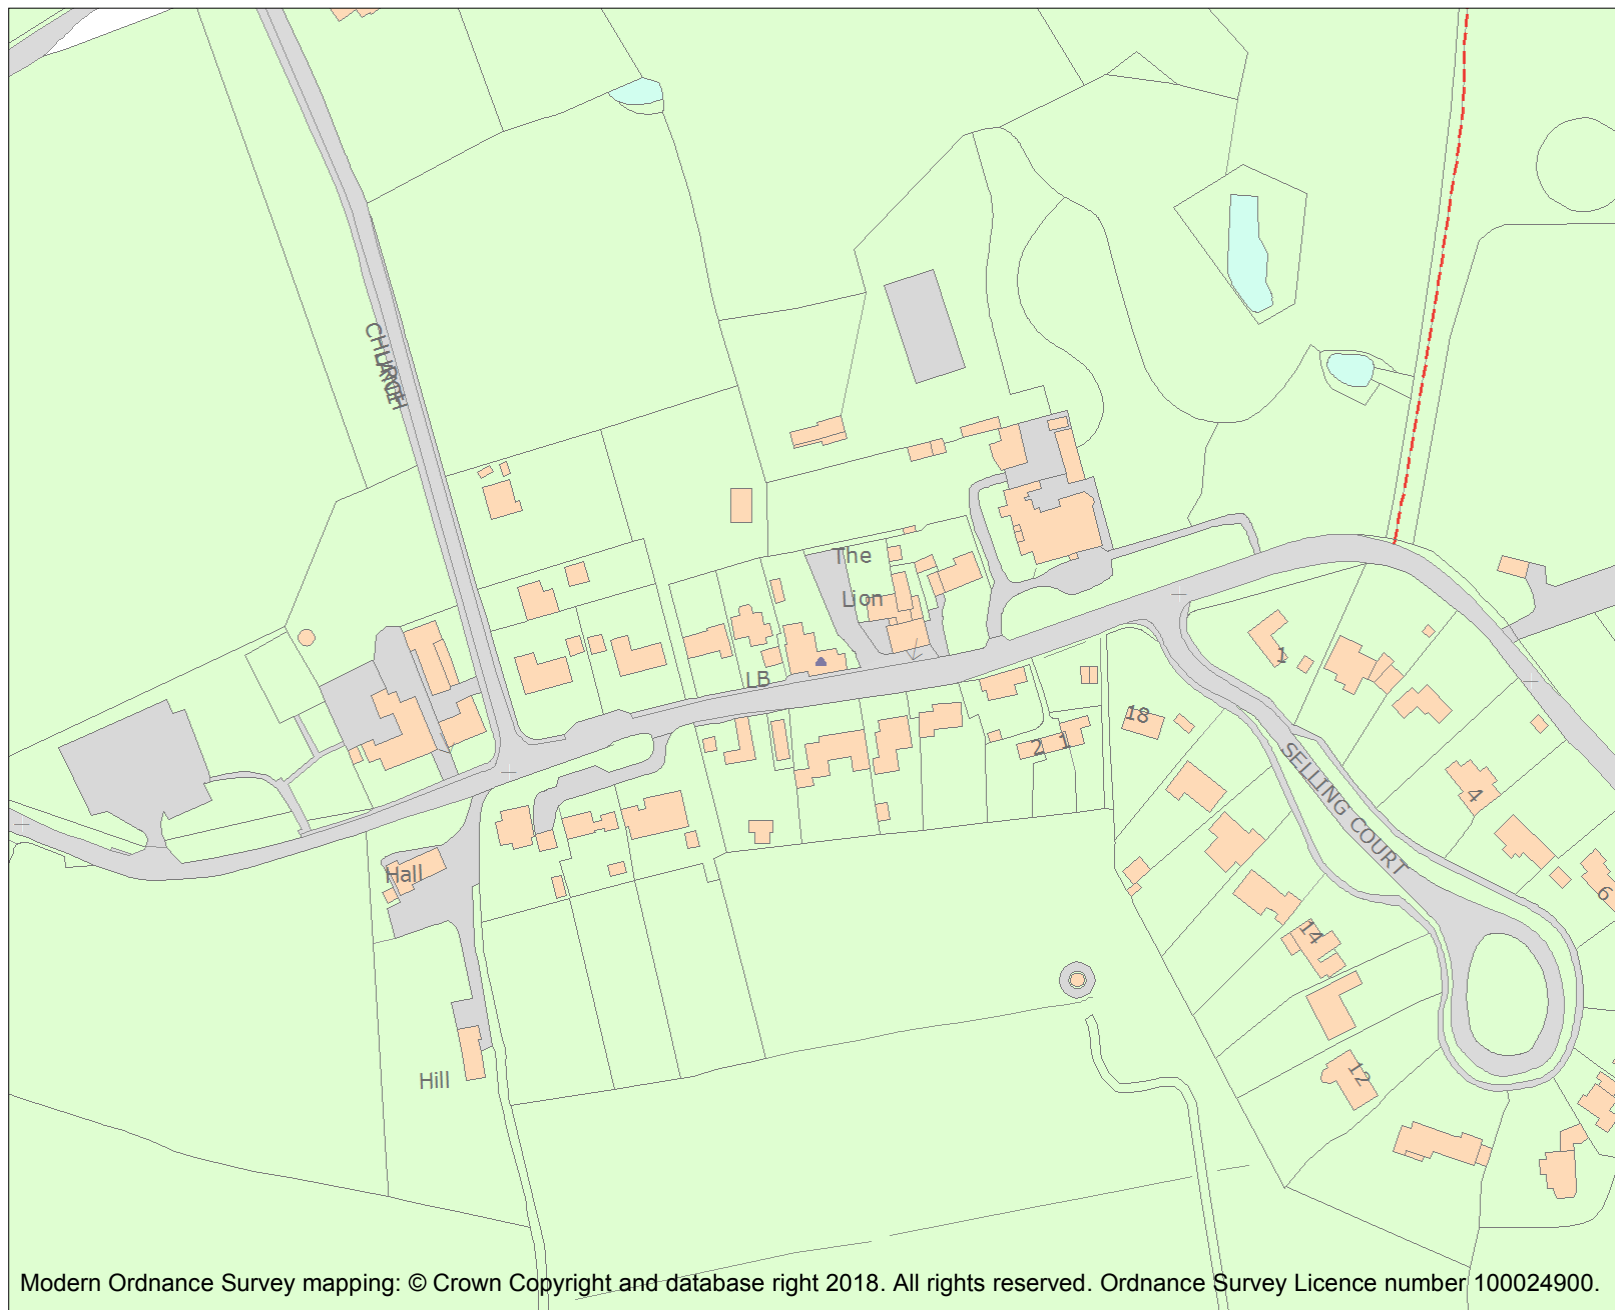 CHURCH
LANE
The
Lion
LB
1
18
2 1
SELLING COURT
4
Hall
6
14
12
Hill
Modern Ordnance Survey mapping: © Crown Copyright and database right 2018. All rights reserved. Ordnance Survey Licence number 100024900.